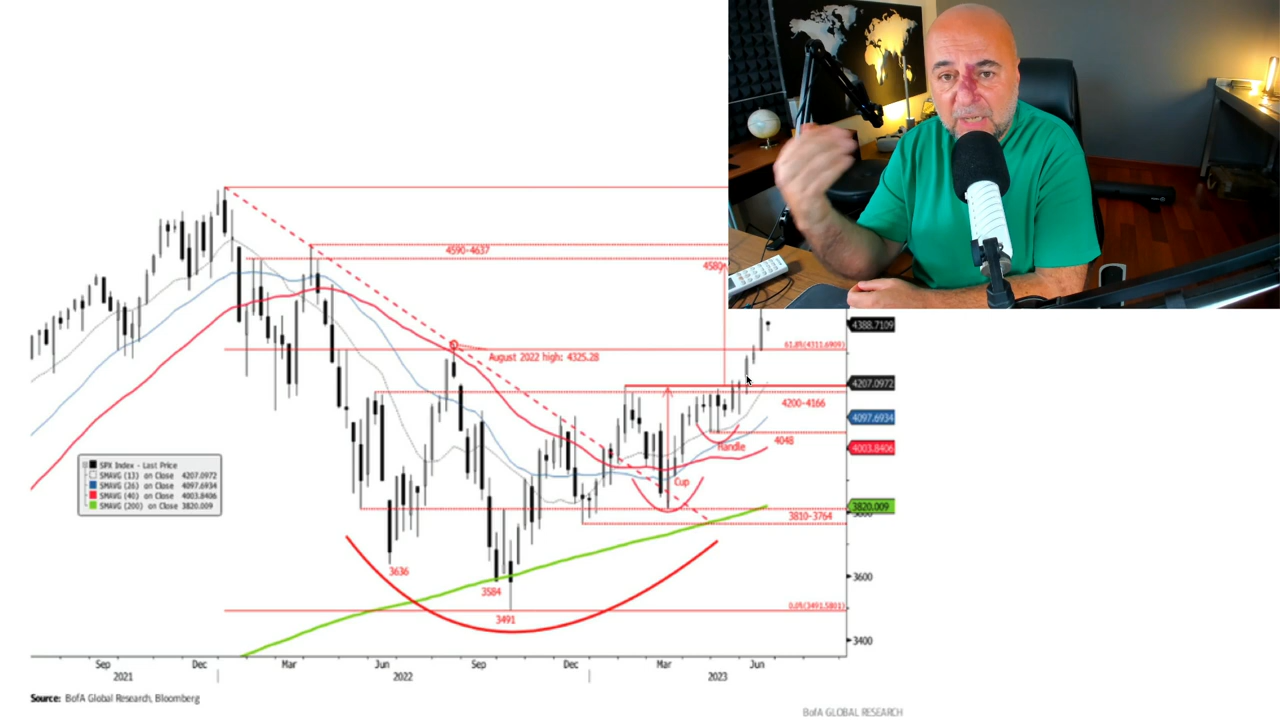 4590-4637
4580
4388.7109
61.8%(4311.6909)
August 2022 high: 4325.28
4207.0972
4200-4166
4097.6934
4048
Handle
4003.8406
SPX Index - Last Price
SMAVG (13) on Close 4207.0972
SMAVG (26) on Close 4097.6934
SMAVG (40) on Close 4003.8406
SMAVG (200) on Close 3820.009
Cup
3820.009
3810-3764
3636
3600
3584
0.0%(3491.5801)
3491
3400
Sep Dec Mar Jun Sep Dec Mar Jun
2021 2022 2023
Source: BofA Global Research, Bloomberg
BofA GLOBAL RESEARCH